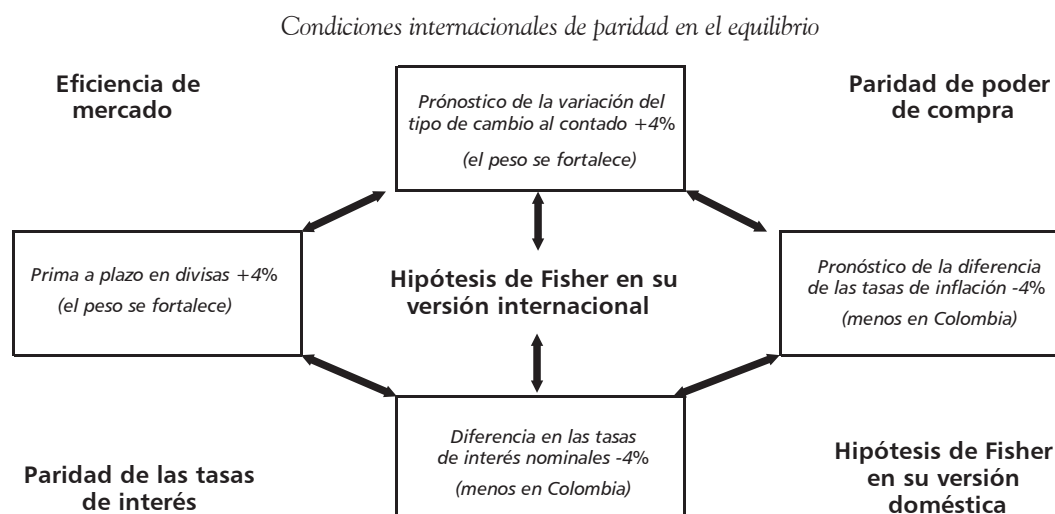 Condiciones internacionales de paridad en el equilibrio
Eficiencia de
mercado
Prónostico de la variación del
tipo de cambio al contado +4%
(el peso se fortalece)
Paridad de poder
de compra
Prima a plazo en divisas +4%
(el peso se fortalece)
Hipótesis de Fisher en su
versión internacional
Pronóstico de la diferencia
de las tasas de inflación -4%
(menos en Colombia)
Paridad de las tasas
de interés
Diferencia en las tasas
de interés nominales -4%
(menos en Colombia)
Hipótesis de Fisher
en su versión
doméstica